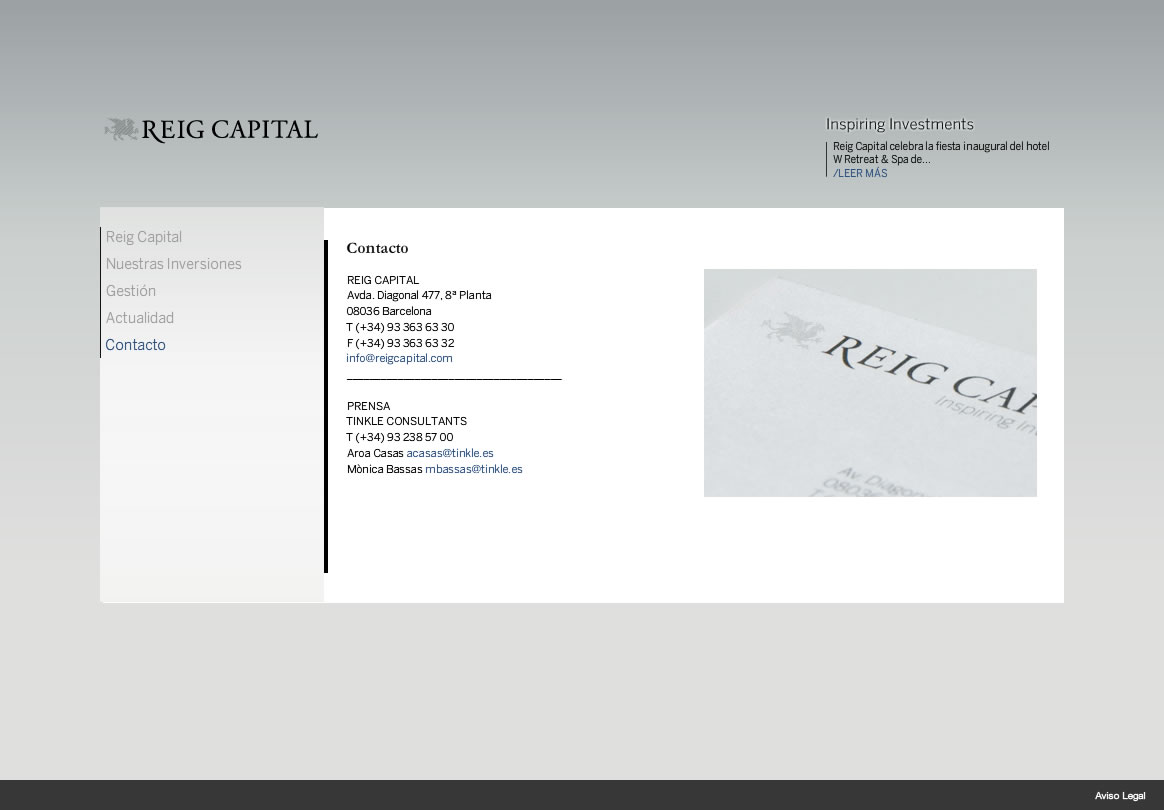 REIG CAPITAL
Inspiring Investments
Reig Capital celebra la fiesta inaugural del hotel
W Retreat & Spa de...
/LEER MÁS
Reig Capital
Nuestras Inversiones
Gestión
Actualidad
Contacto
Contacto
REIG CAPITAL
Avda. Diagonal 477, 8ª Planta
08036 Barcelona
T (+34) 93 363 63 30
F (+34) 93 363 63 32
info@reigcapital.com
PRENSA
TINKLE CONSULTANTS
T (+34) 93 238 57 00
Aroa Casas acasas@tinkle.es
Mònica Bassas mbassas@tinkle.es
REIG CAP
Inspiring In
Av. Diagon
Aviso Legal